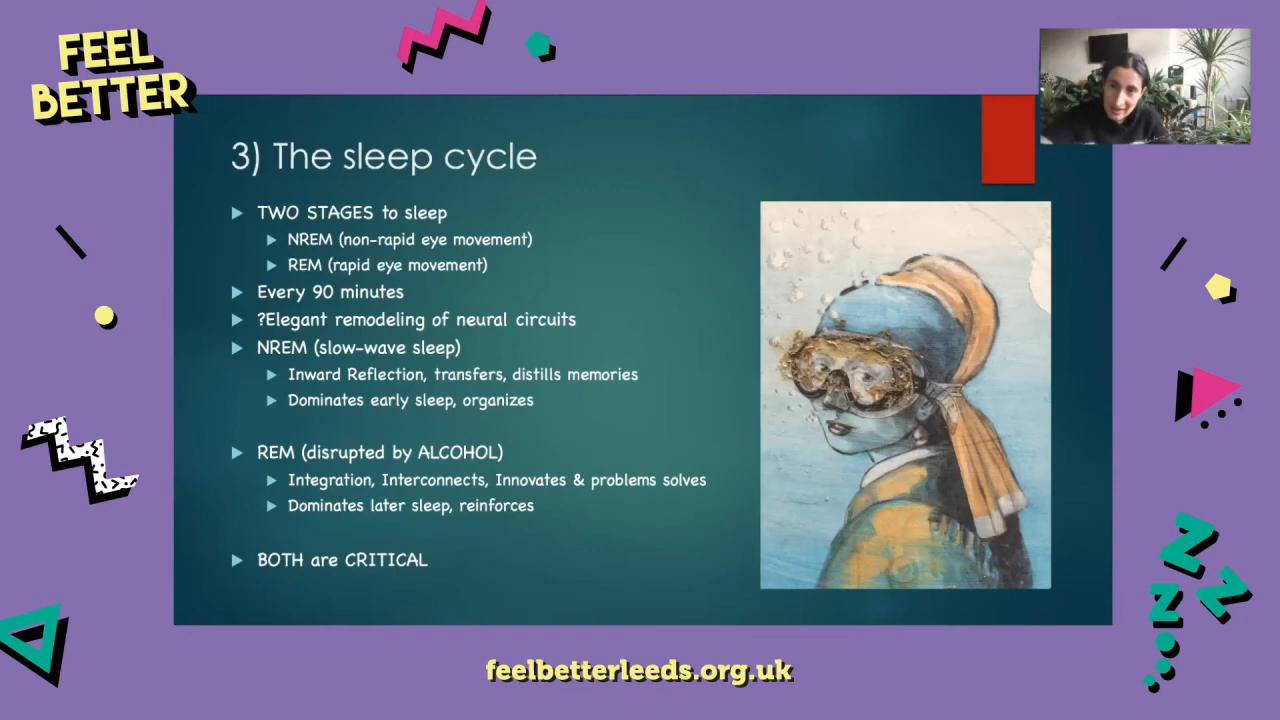 FEEL
BETTER
3) The sleep cycle
TWO STAGES to sleep
NREM (non-rapid eye movement)
REM (rapid eye movement)
Every 90 minutes
?Elegant remodeling of neural circuits
NREM (slow-wave sleep)
Inward Reflection, transfers, distills memories
Dominates early sleep, organizes
REM (disrupted by ALCOHOL)
Integration, Interconnects, Innovates & problems solves
Dominates later sleep, reinforces
BOTH are CRITICAL
Z
Z
Z
feelbetterleeds.org.uk